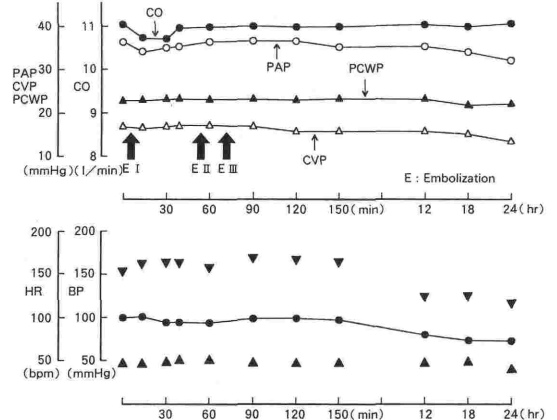 40 11 CO
PAP
30 10 PCWP
PAP
CVP CO
PCWP
20 9
CVP
10 8
(mmHg) (l/min) E I E II E III
E : Embolization
30 60 90 120 150 (min) 12 18 24 (hr)
200 200
150 150
HR BP
100 100
50 50
(bpm) (mmHg)
30 60 90 120 150 (min) 12 18 24 (hr)